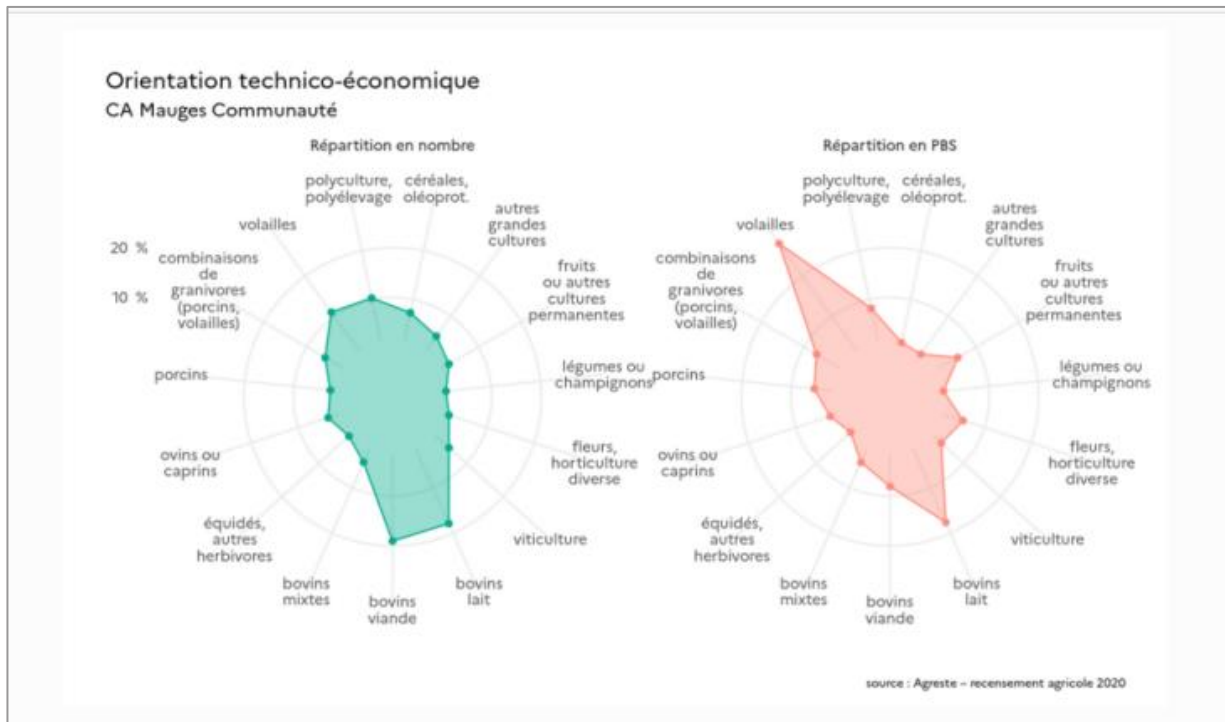 Orientation technico-économique
CA Mauges Communauté
Répartition en nombre
polyculture,
polyélevage
céréales,
oléoprot.
autres
grandes
cultures
fruits
ou autres
cultures
permanentes
légumes ou
champignons
fleurs,
horticulture
diverse
viticulture
bovins
lait
bovins
viande
bovins
mixtes
équidés,
autres
herbivores
ovins ou
caprins
porcins
combinaisons
de
granivores
(porcins,
volailles)
volailles
20 %
10 %
Répartition en PBS
polyculture,
polyélevage
céréales,
oléoprot.
autres
grandes
cultures
fruits
ou autres
cultures
permanentes
légumes ou
champignons
fleurs,
horticulture
diverse
viticulture
bovins
lait
bovins
viande
bovins
mixtes
équidés,
autres
herbivores
ovins ou
caprins
porcins
combinaisons
de
granivores
(porcins,
volailles)
volailles
source : Agreste – recensement agricole 2020